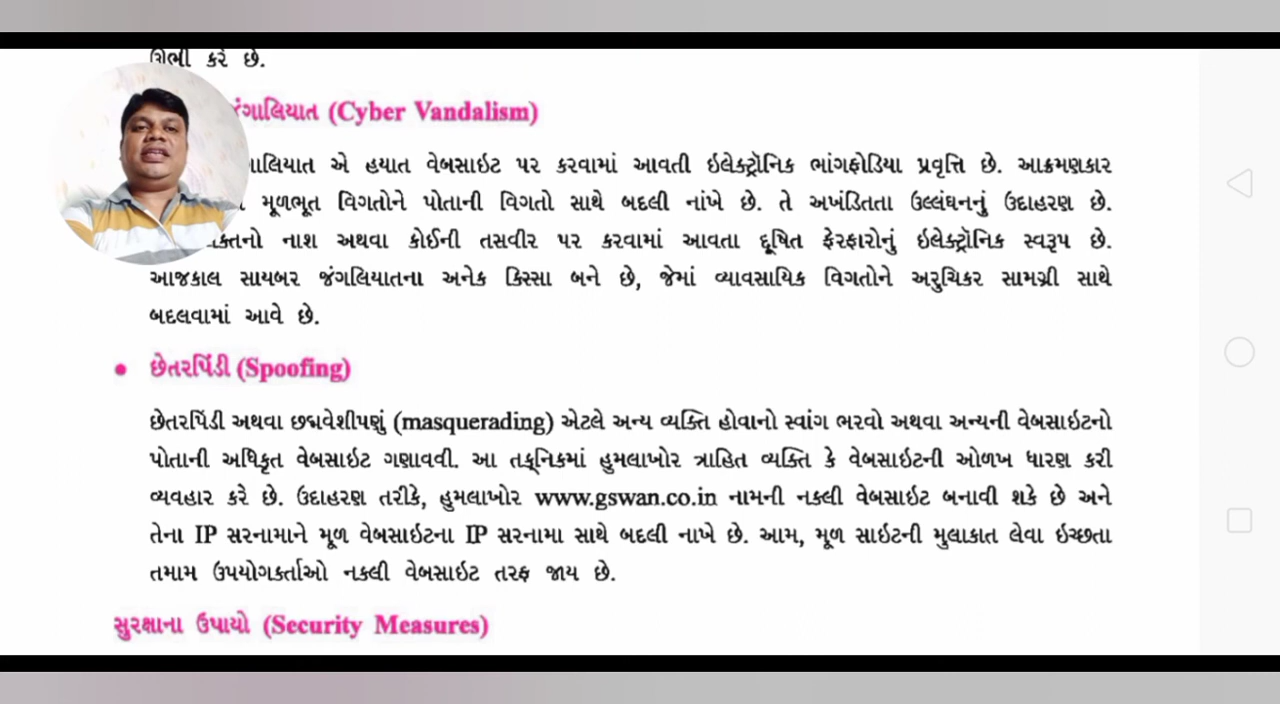 ઊભી કરે છે.
જંગાલિયાત (Cyber Vandalism)
એ હયાત વેબસાઇટ પર કરવામાં આવતી ઇલેક્ટ્રૉનિક ભાંગફોડિયા પ્રવૃત્તિ છે. આક્રમણકાર
મૂળભૂત વિગતોને પોતાની વિગતો સાથે બદલી નાંખે છે. તે અખંડિતતા ઉલ્લંઘનનું ઉદાહરણ છે.
નાશ અથવા કોઈની તસવીર પર કરવામાં આવતા દૂષિત ફેરફારોનું ઇલેક્ટ્રૉનિક સ્વરૂપ છે.
આજકાલ સાયબર જંગલિયાતના અનેક કિસ્સા બને છે, જેમાં વ્યાવસાયિક વિગતોને અરુચિકર સામગ્રી સાથે
બદલવામાં આવે છે.
• છેતરપિંડી (Spoofing)
છેતરપિંડી અથવા છદ્મવેશીપણું (masquerading) એટલે અન્ય વ્યક્તિ હોવાનો સ્વાંગ ભરવો અથવા અન્યની વેબસાઇટનો
પોતાની અધિકૃત વેબસાઇટ ગણાવવી. આ તક્નિકમાં હુમલાખોર ત્રાહિત વ્યક્તિ કે વેબસાઇટની ઓળખ ધારણ કરી
વ્યવહાર કરે છે. ઉદાહરણ તરીકે, હુમલાખોર www.gswan.co.in નામની નકલી વેબસાઇટ બનાવી શકે છે અને
તેના IP સરનામાને મૂળ વેબસાઇટના IP સરનામા સાથે બદલી નાખે છે. આમ, મૂળ સાઇટની મુલાકાત લેવા ઇચ્છતા
તમામ ઉપયોગકર્તાઓ નકલી વેબસાઇટ તરફ જાય છે.
સુરક્ષાના ઉપાયો (Security Measures)